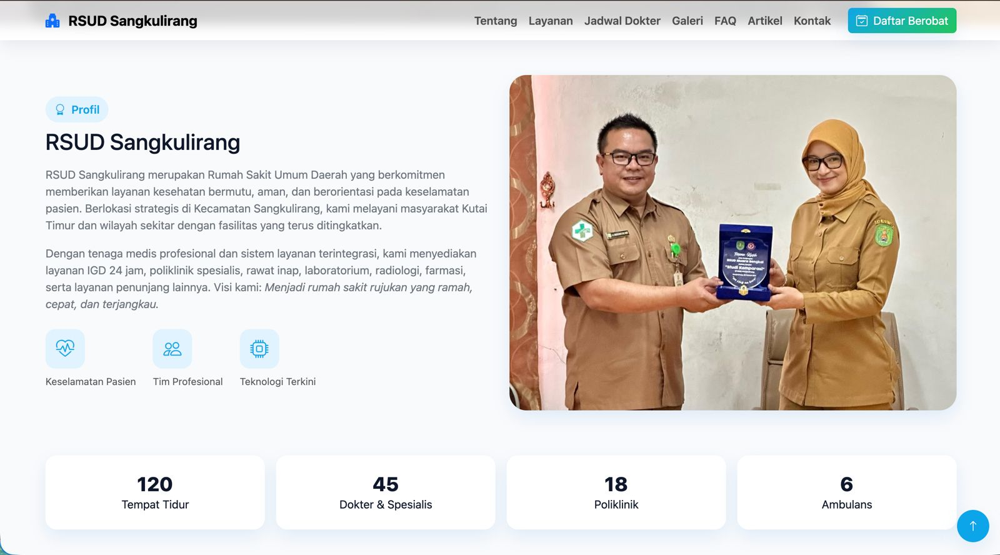 RSUD Sangkulirang
Tentang Layanan Jadwal Dokter Galeri FAQ Artikel Kontak Daftar Berobat
Profil
RSUD Sangkulirang
RSUD Sangkulirang merupakan Rumah Sakit Umum Daerah yang berkomitmen
memberikan layanan kesehatan bermutu, aman, dan berorientasi pada keselamatan
pasien. Berlokasi strategis di Kecamatan Sangkulirang, kami melayani masyarakat Kutai
Timur dan wilayah sekitar dengan fasilitas yang terus ditingkatkan.
Dengan tenaga medis profesional dan sistem layanan terintegrasi, kami menyediakan
layanan IGD 24 jam, poliklinik spesialis, rawat inap, laboratorium, radiologi, farmasi,
serta layanan penunjang lainnya. Visi kami: Menjadi rumah sakit rujukan yang ramah,
cepat, dan terjangkau.
Keselamatan Pasien
Tim Profesional
Teknologi Terkini
Terima Kasih
RSUD Muara Bengkal
"Studi Komparasi"
120
Tempat Tidur
45
Dokter & Spesialis
18
Poliklinik
6
Ambulans